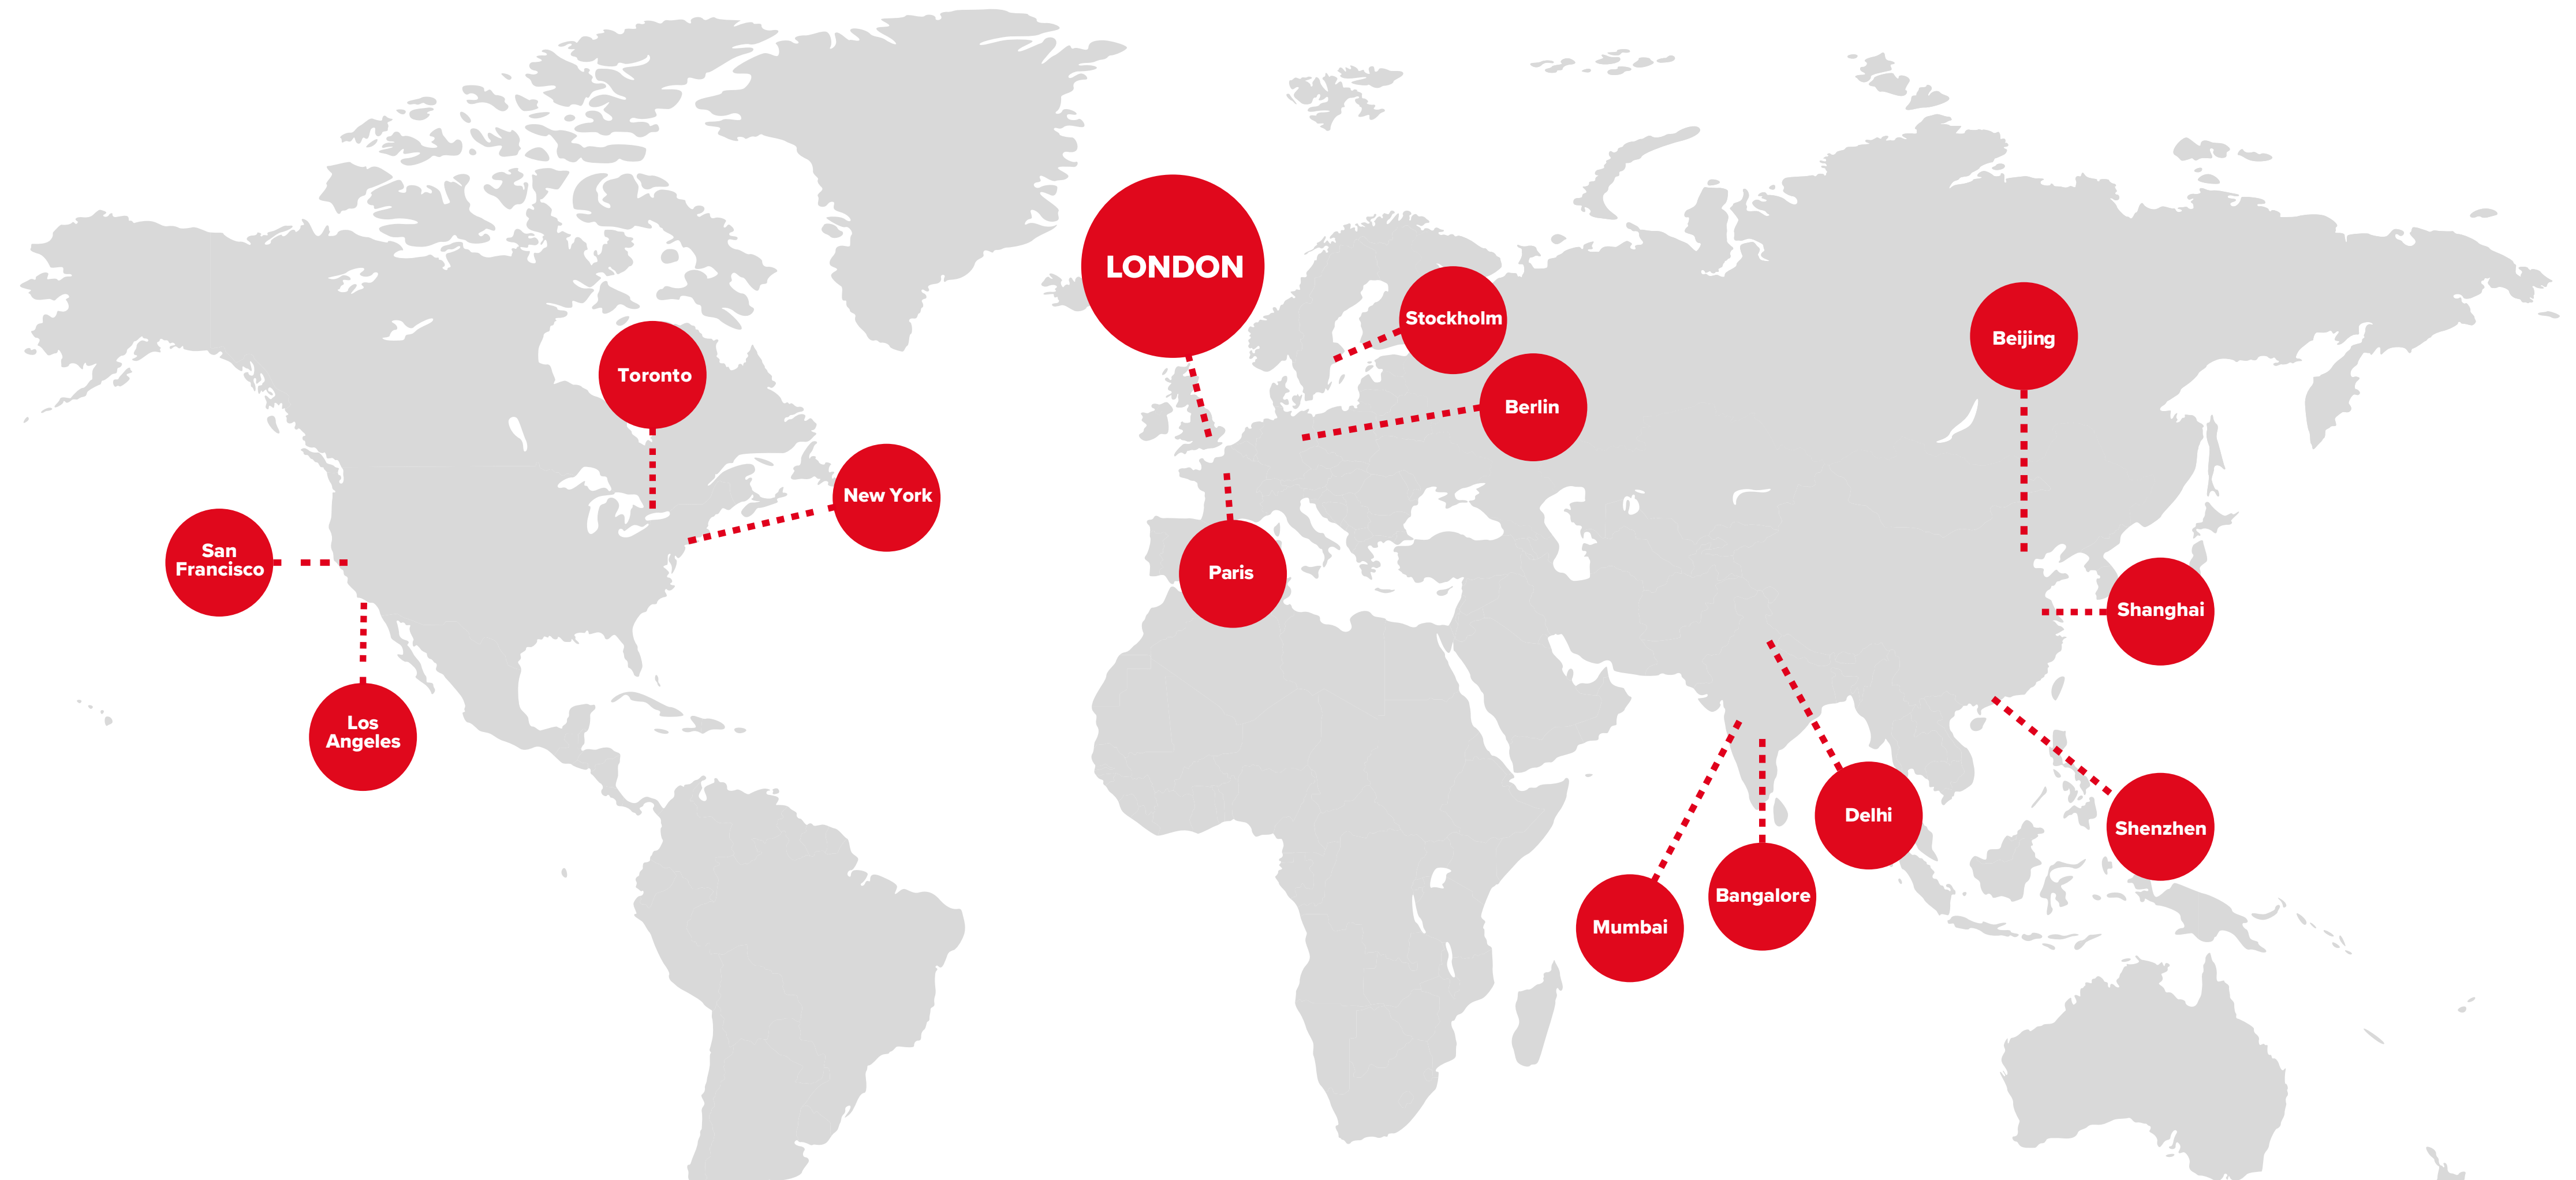 LONDON
Stockholm
Beijing
Toronto
Berlin
New York
San
Francisco
Paris
Shanghai
Los
Angeles
Delhi
Shenzhen
Bangalore
Mumbai